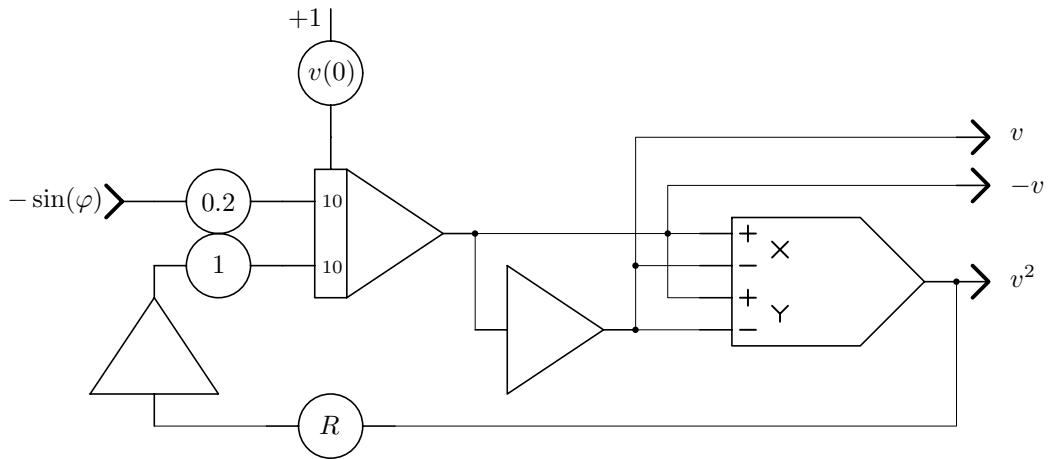 +1
v(0)
v
− sin(φ)
0.2
10
−v
+
X
−
1
10
v²
+
Y
−
R